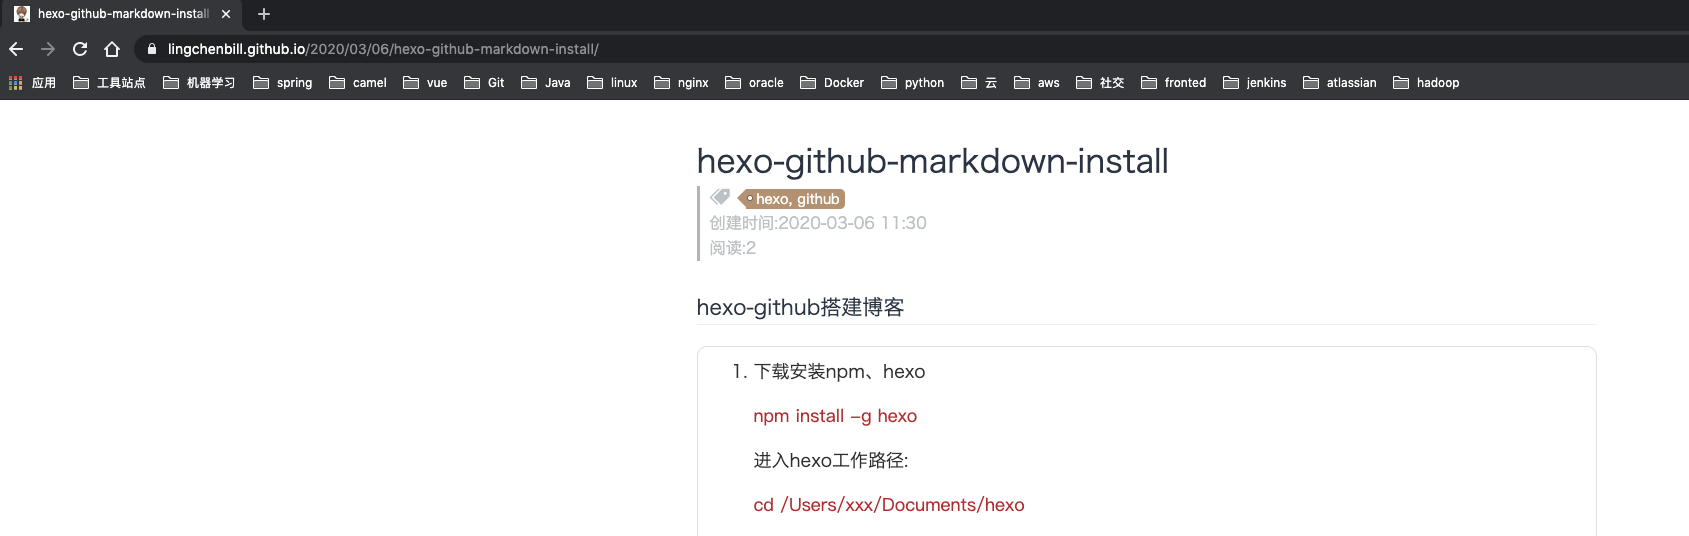 hexo-github-markdown-install
lingchenbill.github.io/2020/03/06/hexo-github-markdown-install/
应用 工具站点 机器学习 spring camel vue Git Java linux nginx oracle Docker python 云 aws 社交 fronted jenkins atlassian hadoop
hexo-github-markdown-install
hexo, github
创建时间:2020-03-06 11:30
阅读:2
hexo-github搭建博客
1. 下载安装npm、hexo
npm install –g hexo
进入hexo工作路径:
cd /Users/xxx/Documents/hexo